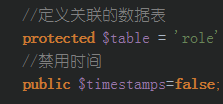 //定义关联的数据表
protected $table = 'role'
//禁用时间
public $timestamps=false;